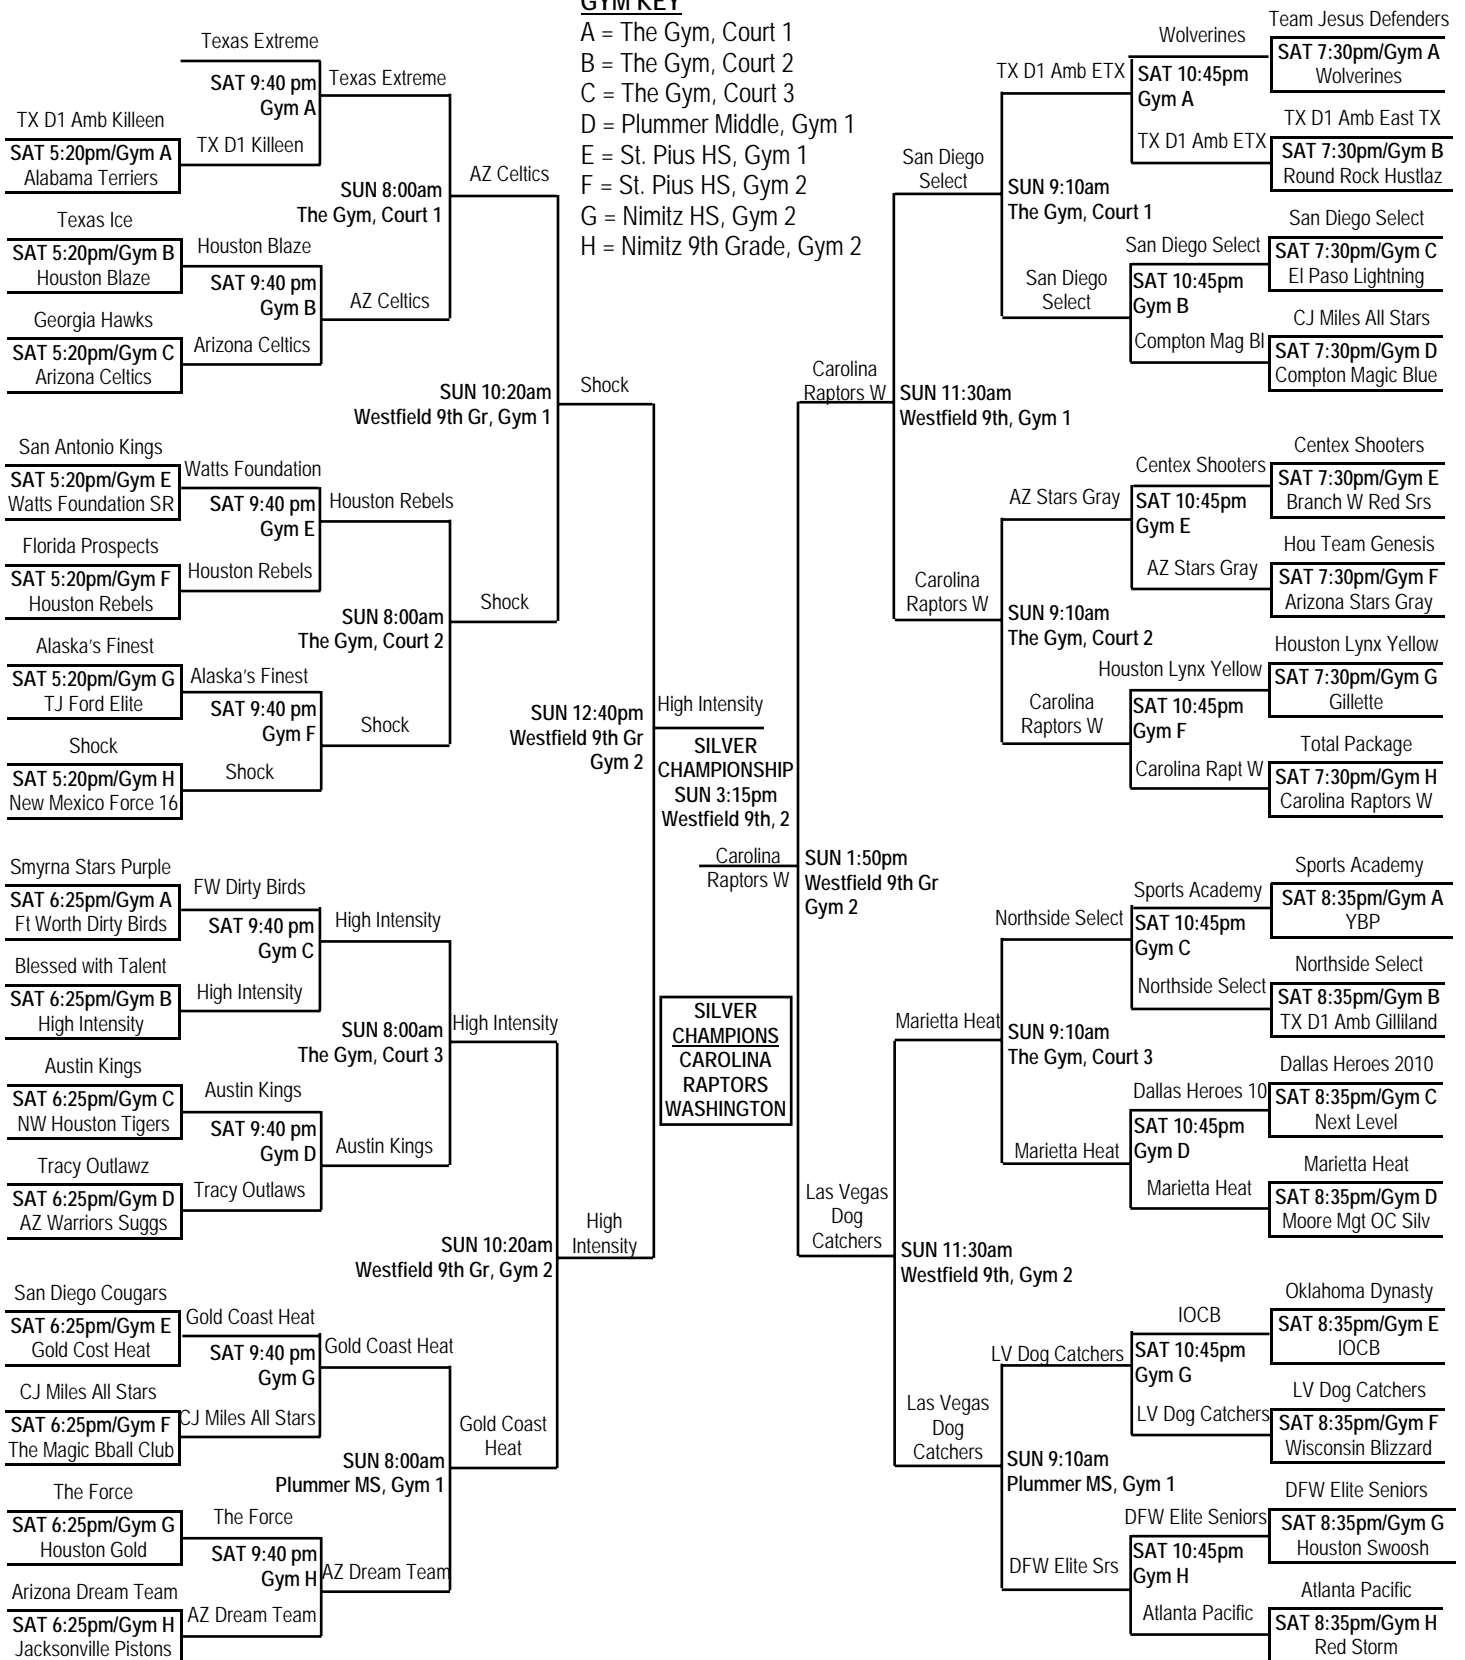 GYM KEY
A = The Gym, Court 1
B = The Gym, Court 2
C = The Gym, Court 3
D = Plummer Middle, Gym 1
E = St. Pius HS, Gym 1
F = St. Pius HS, Gym 2
G = Nimitz HS, Gym 2
H = Nimitz 9th Grade, Gym 2
TX D1 Amb Killeen
SAT 5:20pm/Gym A
Alabama Terriers
Texas Ice
SAT 5:20pm/Gym B
Houston Blaze
Georgia Hawks
SAT 5:20pm/Gym C
Arizona Celtics
San Antonio Kings
SAT 5:20pm/Gym E
Watts Foundation SR
Florida Prospects
SAT 5:20pm/Gym F
Houston Rebels
Alaska's Finest
SAT 5:20pm/Gym G
TJ Ford Elite
Shock
SAT 5:20pm/Gym H
New Mexico Force 16
Smyrna Stars Purple
SAT 6:25pm/Gym A
Ft Worth Dirty Birds
Blessed with Talent
SAT 6:25pm/Gym B
High Intensity
Austin Kings
SAT 6:25pm/Gym C
NW Houston Tigers
Tracy Outlawz
SAT 6:25pm/Gym D
AZ Warriors Suggs
San Diego Cougars
SAT 6:25pm/Gym E
Gold Cost Heat
CJ Miles All Stars
SAT 6:25pm/Gym F
The Magic Bball Club
The Force
SAT 6:25pm/Gym G
Houston Gold
Arizona Dream Team
SAT 6:25pm/Gym H
Jacksonville Pistons
Texas Extreme
SAT 9:40 pm
Gym A
TX D1 Killeen
Houston Blaze
SAT 9:40 pm
Gym B
Arizona Celtics
Watts Foundation
SAT 9:40 pm
Gym E
Houston Rebels
Alaska's Finest
SAT 9:40 pm
Gym F
Shock
FW Dirty Birds
SAT 9:40 pm
Gym C
High Intensity
Austin Kings
SAT 9:40 pm
Gym D
Tracy Outlaws
Gold Coast Heat
SAT 9:40 pm
Gym G
CJ Miles All Stars
The Force
SAT 9:40 pm
Gym H
AZ Dream Team
Texas Extreme
SUN 8:00am
The Gym, Court 1
AZ Celtics
Houston Rebels
SUN 8:00am
The Gym, Court 2
Shock
High Intensity
SUN 8:00am
The Gym, Court 3
Austin Kings
Gold Coast Heat
SUN 8:00am
Plummer MS, Gym 1
AZ Dream Team
AZ Celtics
SUN 10:20am
Westfield 9th Gr, Gym 1
Shock
High Intensity
SUN 10:20am
Westfield 9th Gr, Gym 2
Gold Coast
Heat
Shock
SUN 12:40pm
Westfield 9th Gr
Gym 2
High
Intensity
High Intensity
SILVER
CHAMPIONSHIP
SUN 3:15pm
Westfield 9th, 2
Carolina
Raptors W
SILVER
CHAMPIONS
CAROLINA
RAPTORS
WASHINGTON
Carolina
Raptors W
SUN 1:50pm
Westfield 9th Gr
Gym 2
Las Vegas
Dog
Catchers
San Diego
Select
SUN 11:30am
Westfield 9th, Gym 1
Carolina
Raptors W
Marietta Heat
SUN 11:30am
Westfield 9th, Gym 2
Las Vegas
Dog
Catchers
TX D1 Amb ETX
SUN 9:10am
The Gym, Court 1
San Diego
Select
AZ Stars Gray
SUN 9:10am
The Gym, Court 2
Carolina
Raptors W
Northside Select
SUN 9:10am
The Gym, Court 3
Marietta Heat
LV Dog Catchers
SUN 9:10am
Plummer MS, Gym 1
DFW Elite Srs
Wolverines
SAT 10:45pm
Gym A
TX D1 Amb ETX
San Diego Select
SAT 10:45pm
Gym B
Compton Mag Bl
Centex Shooters
SAT 10:45pm
Gym E
AZ Stars Gray
Houston Lynx Yellow
SAT 10:45pm
Gym F
Carolina Rapt W
Sports Academy
SAT 10:45pm
Gym C
Northside Select
Dallas Heroes 10
SAT 10:45pm
Gym D
Marietta Heat
IOCB
SAT 10:45pm
Gym G
LV Dog Catchers
DFW Elite Seniors
SAT 10:45pm
Gym H
Atlanta Pacific
Team Jesus Defenders
SAT 7:30pm/Gym A
Wolverines
TX D1 Amb East TX
SAT 7:30pm/Gym B
Round Rock Hustlaz
San Diego Select
SAT 7:30pm/Gym C
El Paso Lightning
CJ Miles All Stars
SAT 7:30pm/Gym D
Compton Magic Blue
Centex Shooters
SAT 7:30pm/Gym E
Branch W Red Srs
Hou Team Genesis
SAT 7:30pm/Gym F
Arizona Stars Gray
Houston Lynx Yellow
SAT 7:30pm/Gym G
Gillette
Total Package
SAT 7:30pm/Gym H
Carolina Raptors W
Sports Academy
SAT 8:35pm/Gym A
YBP
Northside Select
SAT 8:35pm/Gym B
TX D1 Amb Gilliland
Dallas Heroes 2010
SAT 8:35pm/Gym C
Next Level
Marietta Heat
SAT 8:35pm/Gym D
Moore Mgt OC Silv
Oklahoma Dynasty
SAT 8:35pm/Gym E
IOCB
LV Dog Catchers
SAT 8:35pm/Gym F
Wisconsin Blizzard
DFW Elite Seniors
SAT 8:35pm/Gym G
Houston Swoosh
Atlanta Pacific
SAT 8:35pm/Gym H
Red Storm